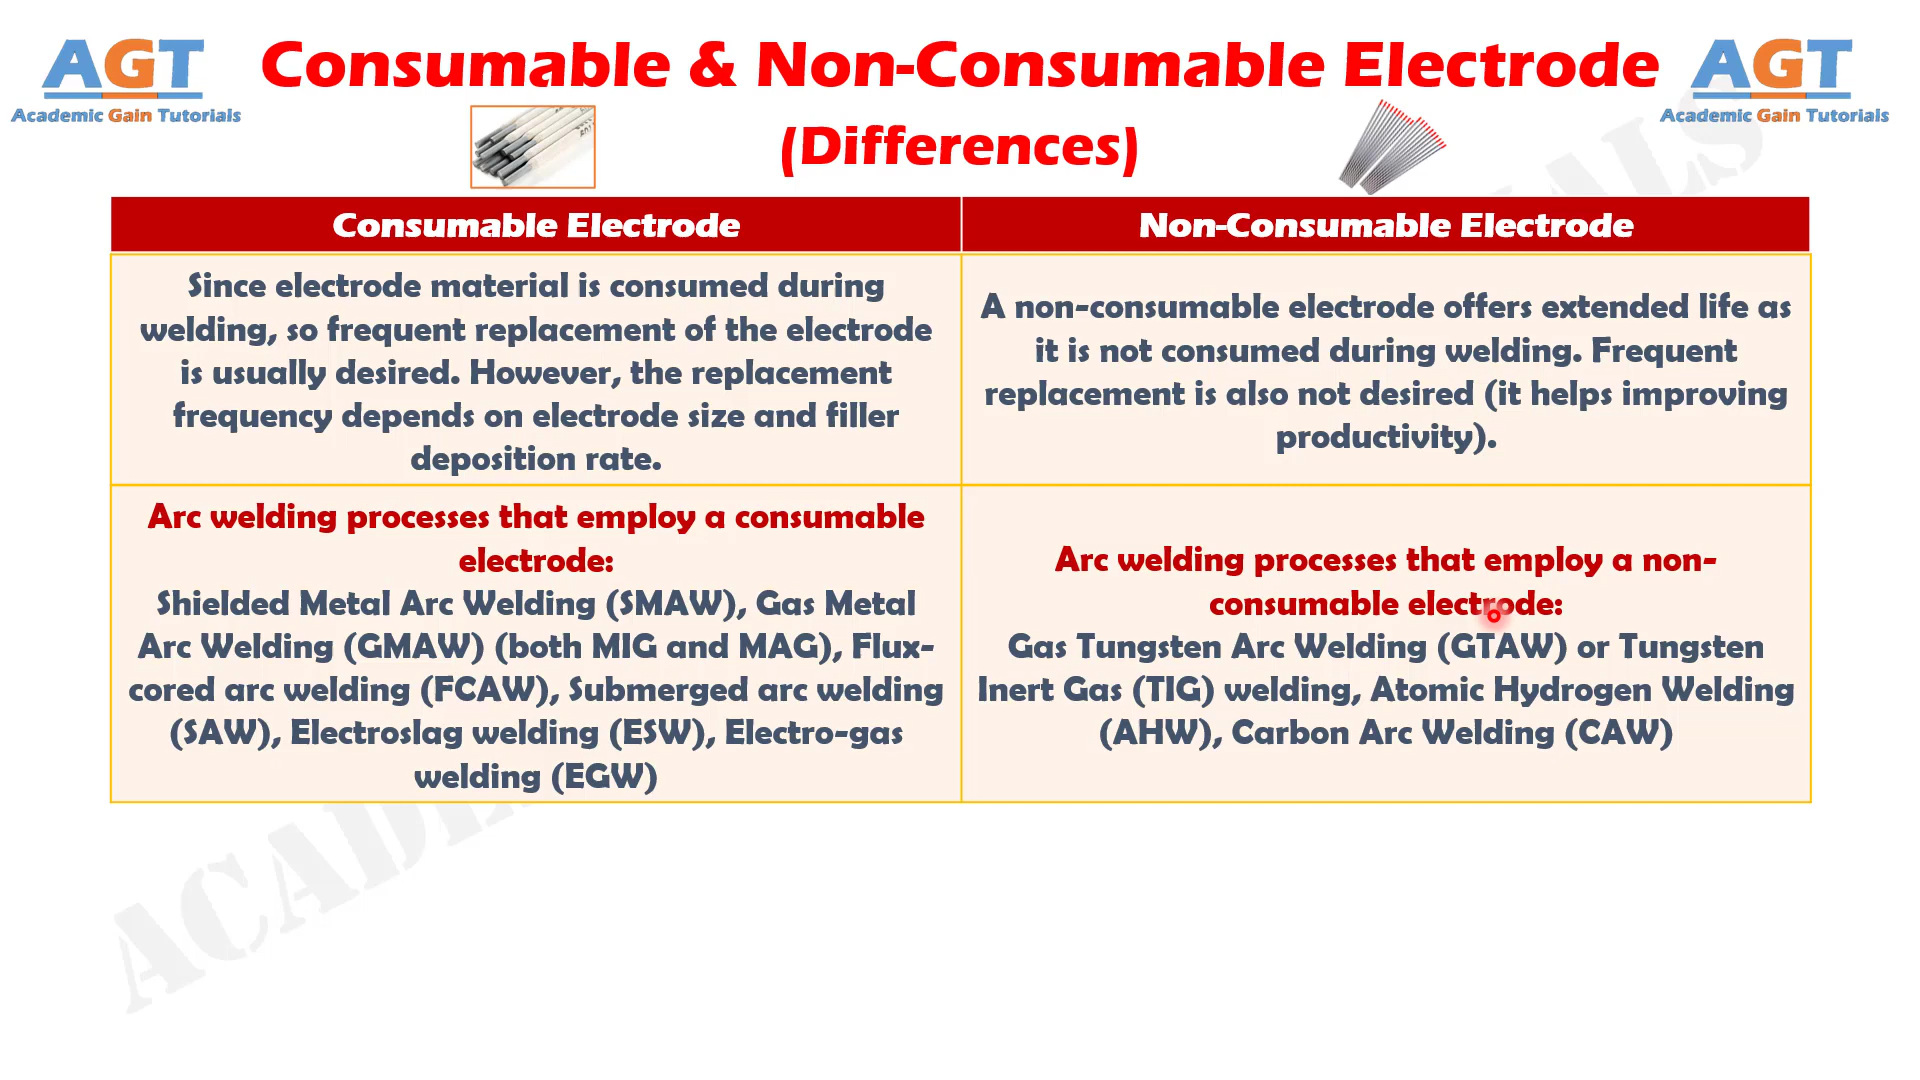 AGT
Academic Gain Tutorials
Consumable & Non-Consumable Electrode
(Differences)
AGT
Academic Gain Tutorials
Consumable Electrode
Non-Consumable Electrode
Since electrode material is consumed during
welding, so frequent replacement of the electrode
is usually desired. However, the replacement
frequency depends on electrode size and filler
deposition rate.
A non-consumable electrode offers extended life as
it is not consumed during welding. Frequent
replacement is also not desired (it helps improving
productivity).
Arc welding processes that employ a consumable
electrode:
Shielded Metal Arc Welding (SMAW), Gas Metal
Arc Welding (GMAW) (both MIG and MAG), Flux-
cored arc welding (FCAW), Submerged arc welding
(SAW), Electroslag welding (ESW), Electro-gas
welding (EGW)
Arc welding processes that employ a non-
consumable electrode:
Gas Tungsten Arc Welding (GTAW) or Tungsten
Inert Gas (TIG) welding, Atomic Hydrogen Welding
(AHW), Carbon Arc Welding (CAW)